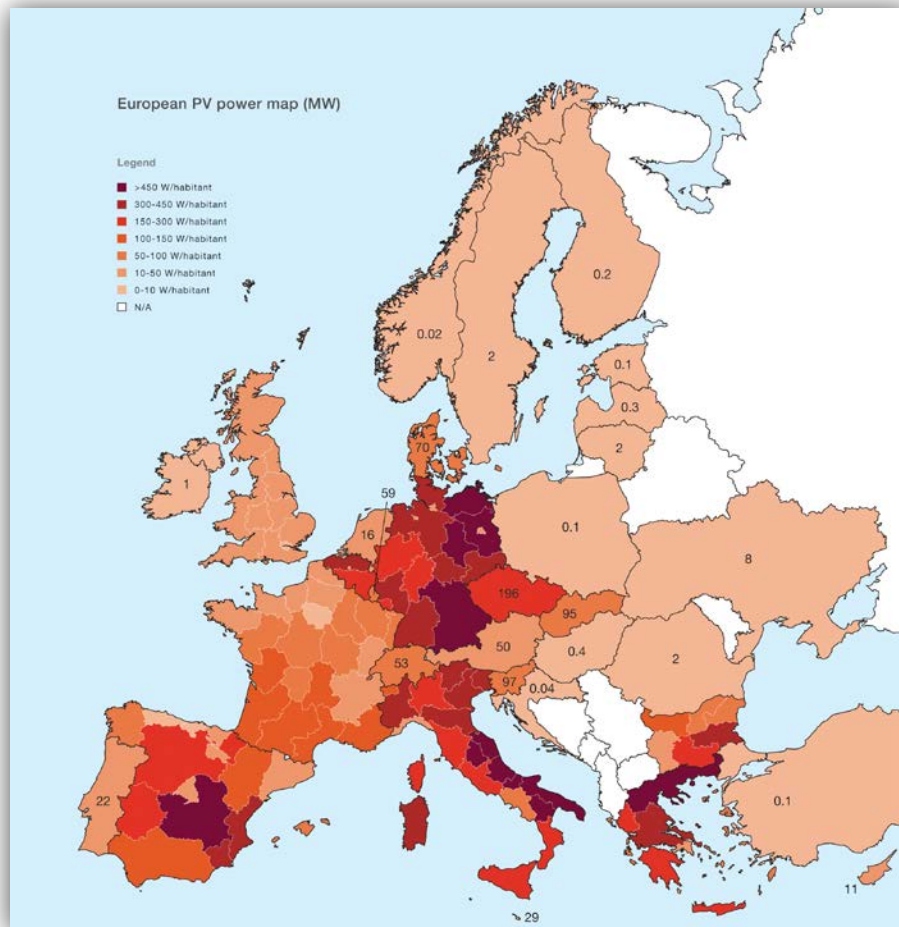 European PV power map (MW)
Legend
>450 W/habitant
300-450 W/habitant
150-300 W/habitant
100-150 W/habitant
50-100 W/habitant
10-50 W/habitant
0-10 W/habitant
N/A
0.2
0.02
2
0.1
0.3
2
70
1
59
16
0.1
8
196
95
50
53
0.4
2
97
0.04
22
0.1
11
29